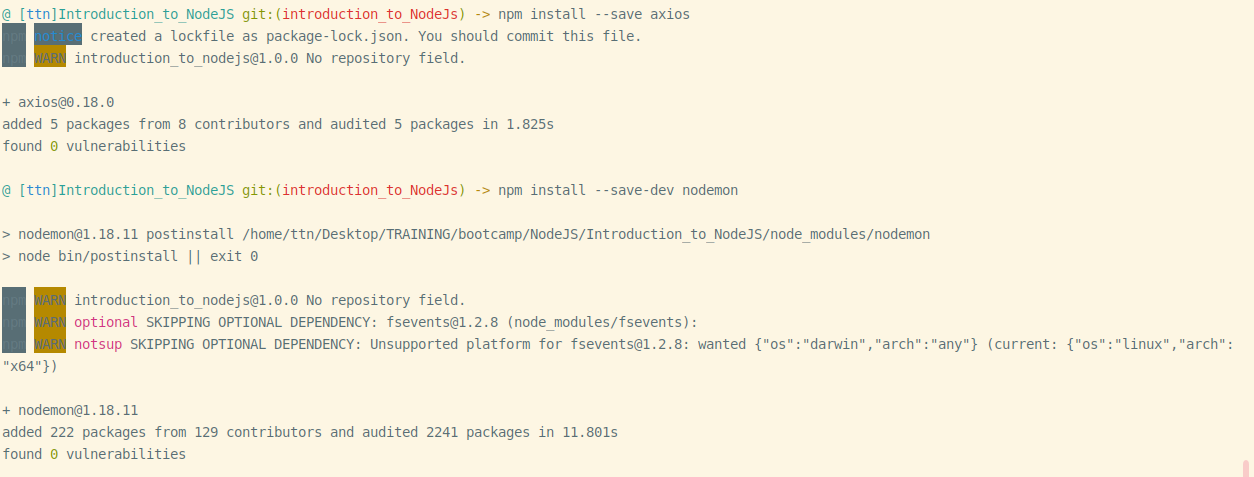 @ [ttn]Introduction_to_NodeJS git:(introduction_to_NodeJs) -> npm install --save axios
npm notice created a lockfile as package-lock.json. You should commit this file.
npm WARN introduction_to_nodejs@1.0.0 No repository field.
+ axios@0.18.0
added 5 packages from 8 contributors and audited 5 packages in 1.825s
found 0 vulnerabilities
@ [ttn]Introduction_to_NodeJS git:(introduction_to_NodeJs) -> npm install --save-dev nodemon
> nodemon@1.18.11 postinstall /home/ttn/Desktop/TRAINING/bootcamp/NodeJS/Introduction_to_NodeJS/node_modules/nodemon
> node bin/postinstall || exit 0
npm WARN introduction_to_nodejs@1.0.0 No repository field.
npm WARN optional SKIPPING OPTIONAL DEPENDENCY: fsevents@1.2.8 (node_modules/fsevents):
npm WARN notsup SKIPPING OPTIONAL DEPENDENCY: Unsupported platform for fsevents@1.2.8: wanted {"os":"darwin","arch":"any"} (current: {"os":"linux","arch":
"x64"})
+ nodemon@1.18.11
added 222 packages from 129 contributors and audited 2241 packages in 11.801s
found 0 vulnerabilities